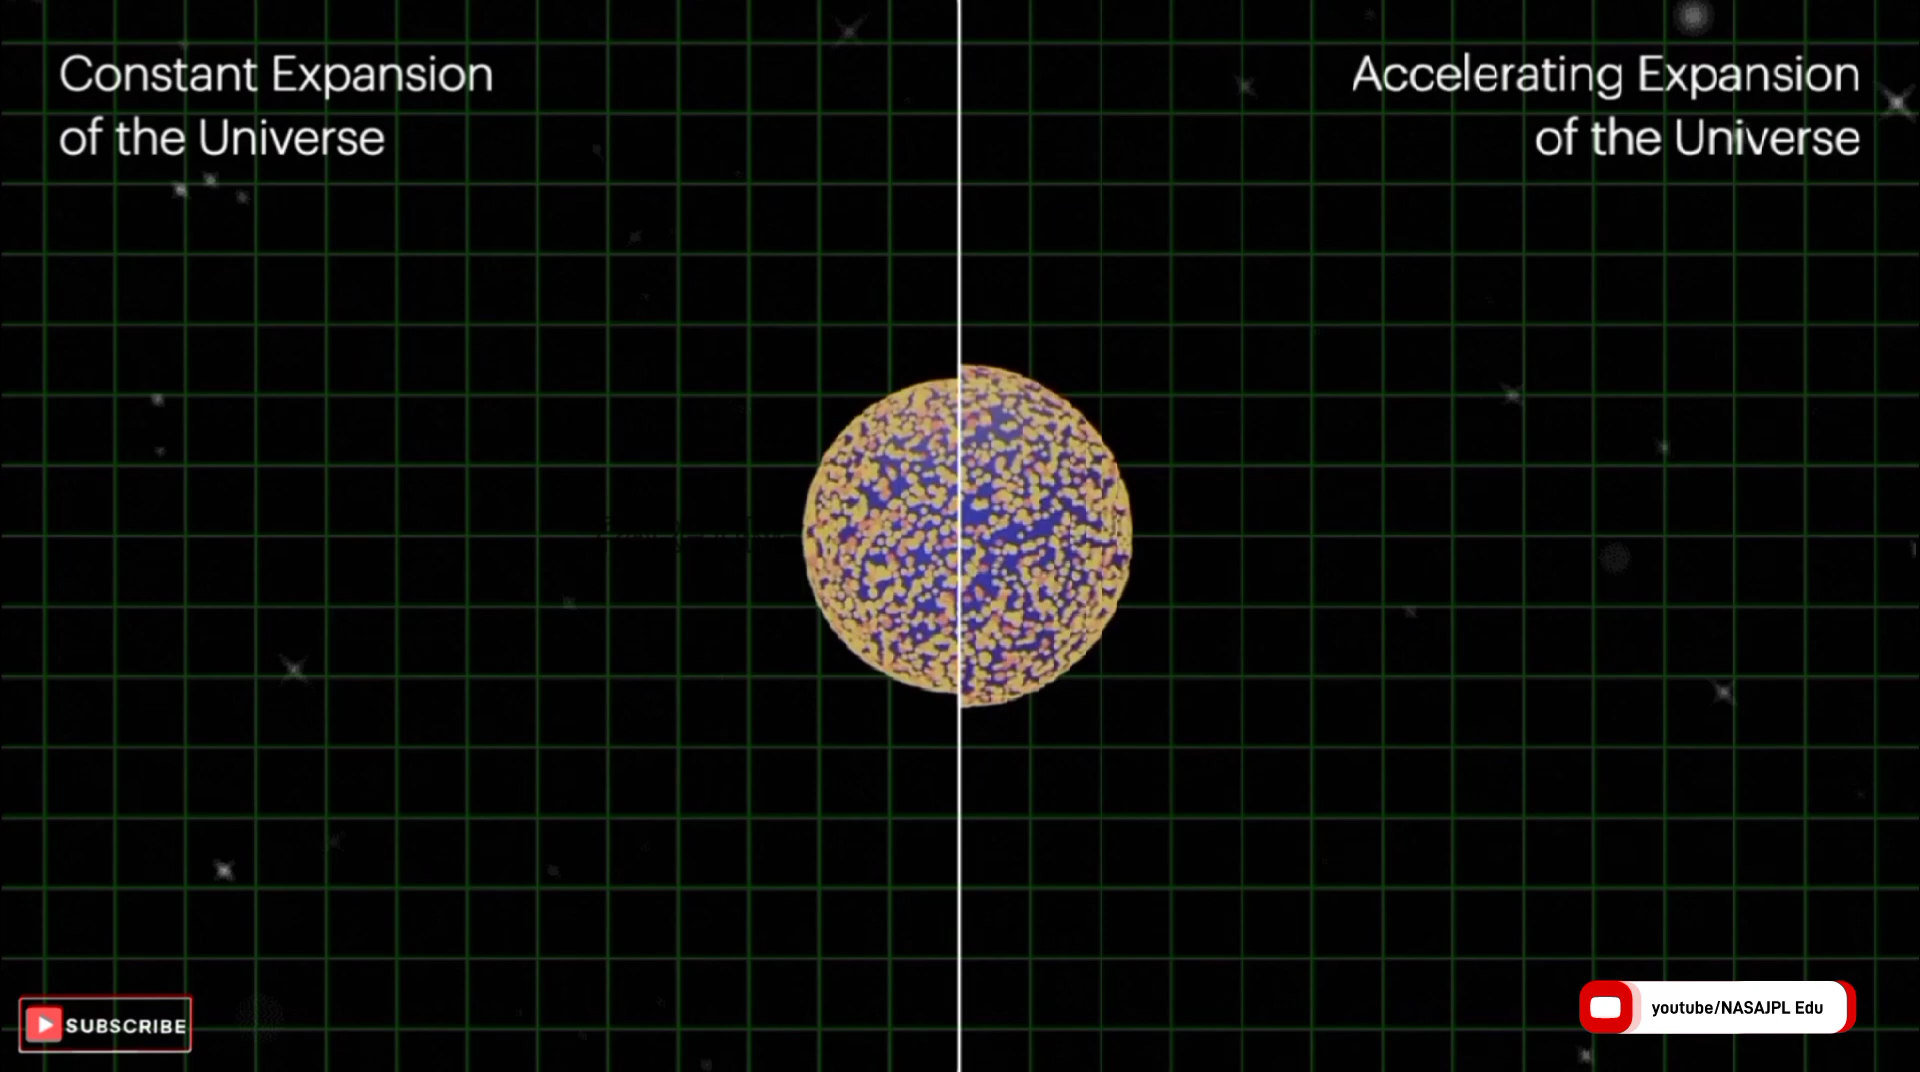 Constant Expansion
of the Universe
Accelerating Expansion
of the Universe
SUBSCRIBE
youtube/NASAJPL Edu